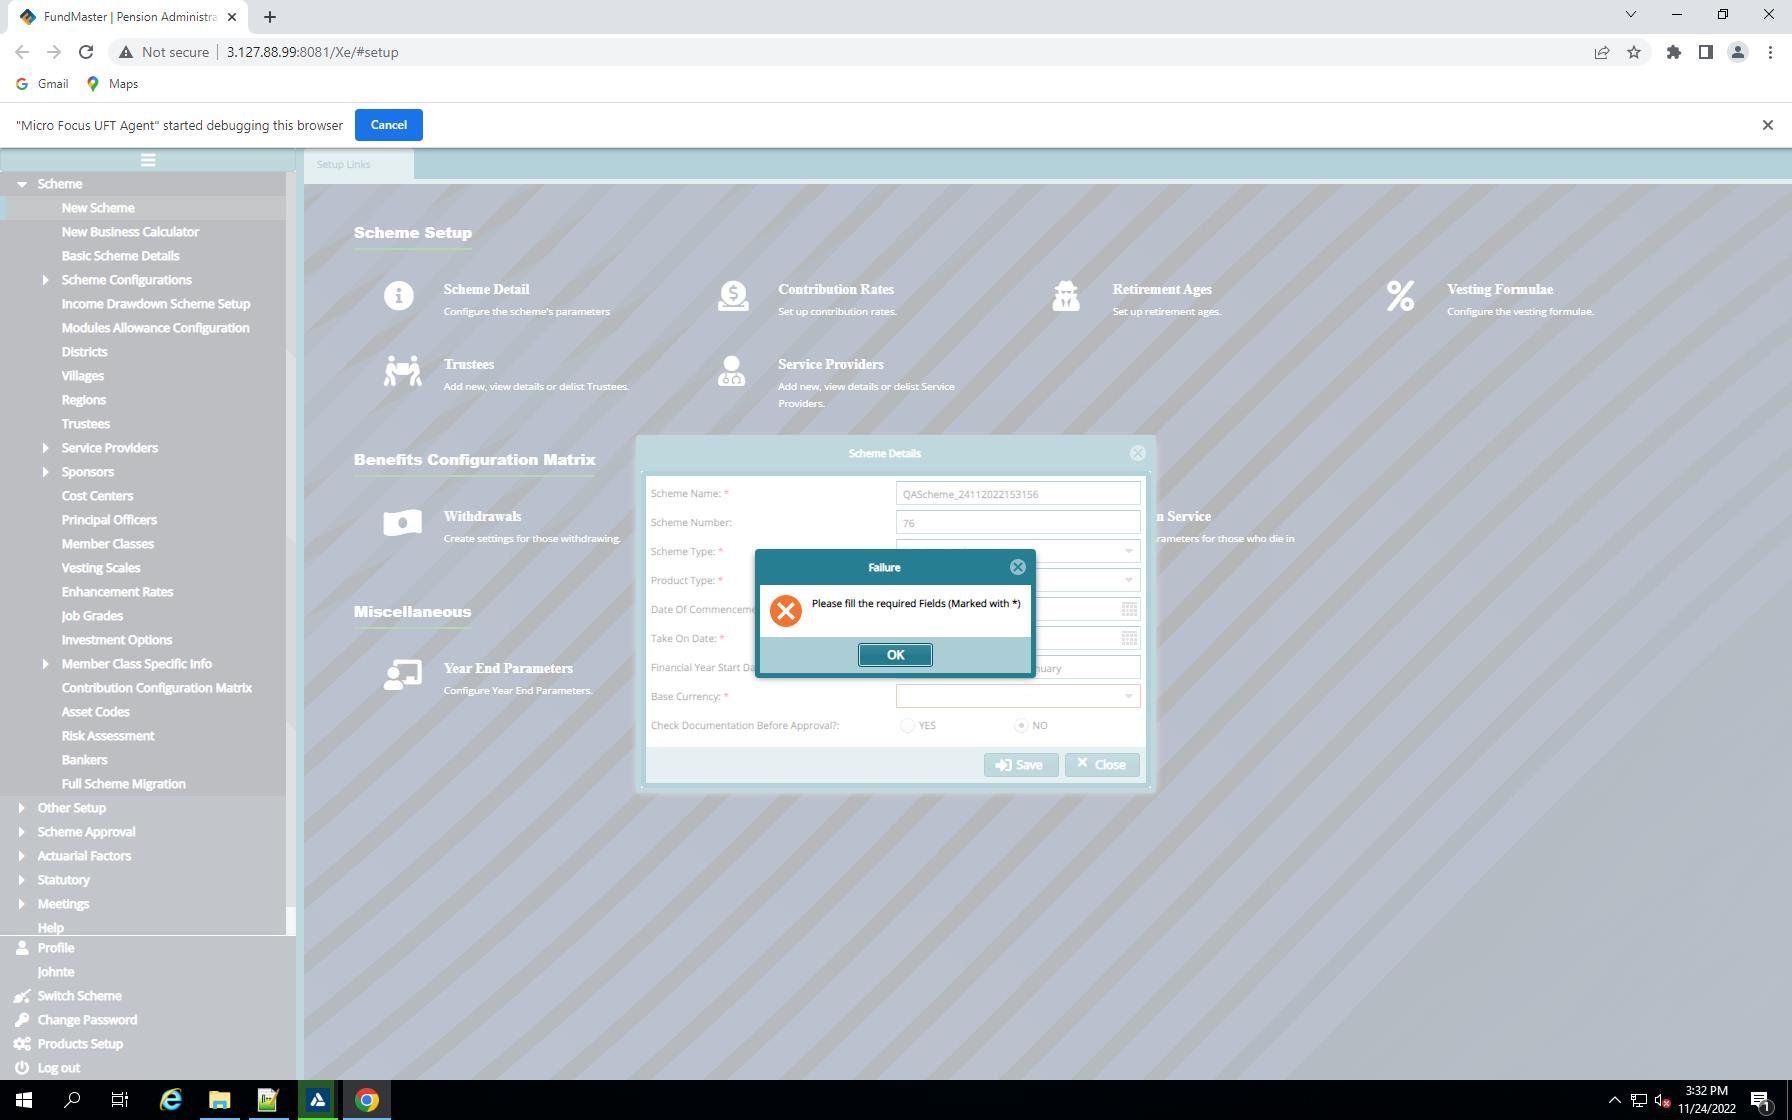 FundMaster | Pension Administra
Not secure
3.127.88.99:8081/Xe/#setup
Gmail
Maps
"Micro Focus UFT Agent" started debugging this browser
Cancel
Setup Links
Scheme
New Scheme
New Business Calculator
Basic Scheme Details
Scheme Configurations
Income Drawdown Scheme Setup
Modules Allowance Configuration
Districts
Villages
Regions
Trustees
Service Providers
Sponsors
Cost Centers
Principal Officers
Member Classes
Vesting Scales
Enhancement Rates
Job Grades
Investment Options
Member Class Specific Info
Contribution Configuration Matrix
Asset Codes
Risk Assessment
Bankers
Full Scheme Migration
Other Setup
Scheme Approval
Actuarial Factors
Statutory
Meetings
Help
Profile
Johnte
Switch Scheme
Change Password
Products Setup
Log out
Scheme Setup
Scheme Detail
Configure the scheme's parameters
Contribution Rates
Set up contribution rates.
Retirement Ages
Set up retirement ages.
Vesting Formulae
Configure the vesting formulae.
Trustees
Add new, view details or delist Trustees.
Service Providers
Add new, view details or delist Service
Providers.
Benefits Configuration Matrix
Withdrawals
Create settings for those withdrawing.
n Service
arameters for those who die in
Miscellaneous
Year End Parameters
Configure Year End Parameters.
Scheme Details
Scheme Name: *
QAScheme_24112022153156
Scheme Number:
76
Scheme Type: *
Product Type: *
Date Of Commenceme
Take On Date: *
Financial Year Start Da
nuary
Base Currency: *
Check Documentation Before Approval?:
YES
NO
Save
Close
Failure
Please fill the required Fields (Marked with *)
OK
3:32 PM
11/24/2022
1